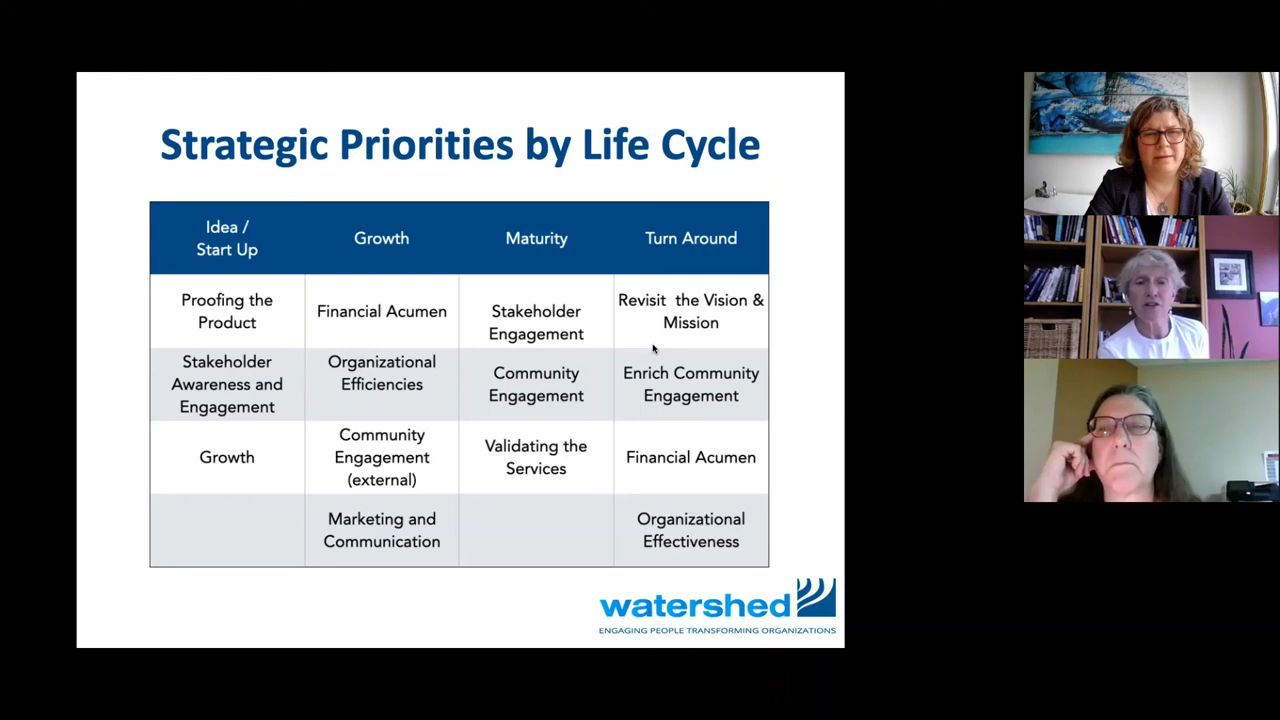 Strategic Priorities by Life Cycle
Idea /
Start Up
Growth
Maturity
Turn Around
Proofing the
Product
Financial Acumen
Stakeholder
Engagement
Revisit  the Vision &
Mission
Stakeholder
Awareness and
Engagement
Organizational
Efficiencies
Community
Engagement
Enrich Community
Engagement
Growth
Community
Engagement
(external)
Validating the
Services
Financial Acumen
Marketing and
Communication
Organizational
Effectiveness
watershed
ENGAGING PEOPLE TRANSFORMING ORGANIZATIONS